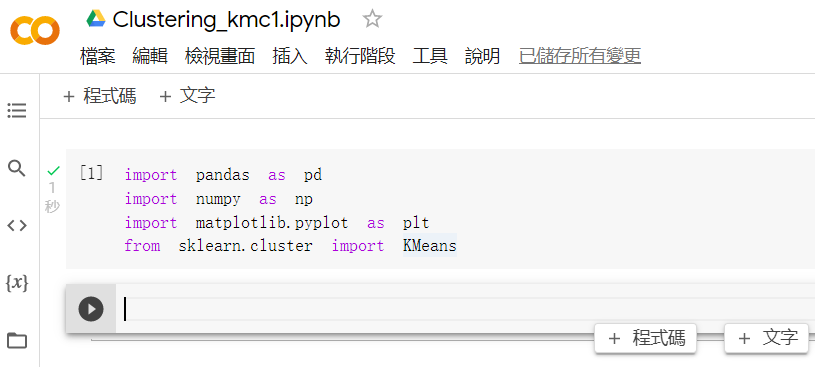 Clustering_kmc1.ipynb
檔案 編輯 檢視畫面 插入 執行階段 工具 說明 已儲存所有變更
+ 程式碼 + 文字
[1] import pandas as pd
1 import numpy as np
秒 import matplotlib.pyplot as plt
from sklearn.cluster import KMeans
{x}
+ 程式碼 + 文字